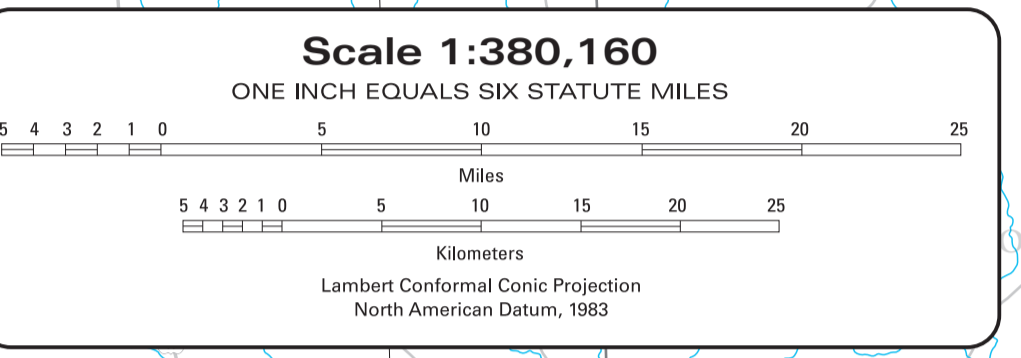 Scale 1:380,160
ONE INCH EQUALS SIX STATUTE MILES
5 4 3 2 1 0 5 10 15 20 25
Miles
5 4 3 2 1 0 5 10 15 20 25
Kilometers
Lambert Conformal Conic Projection
North American Datum, 1983